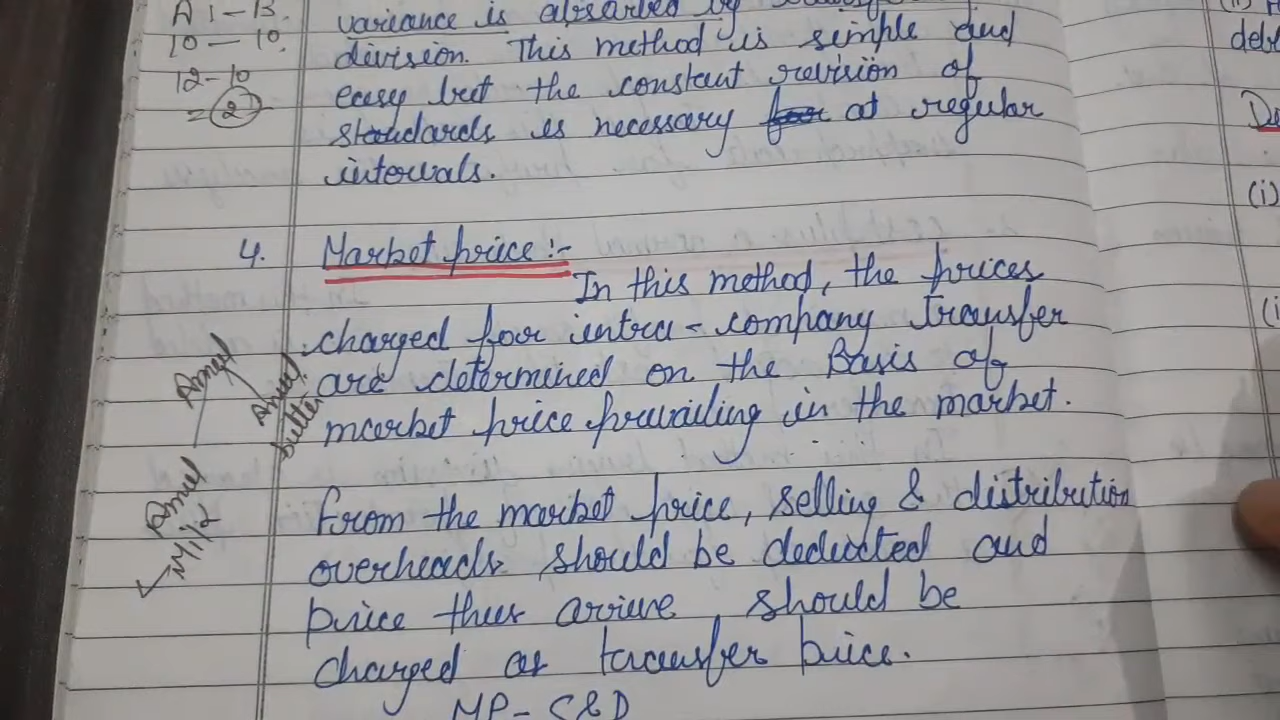 A 1 - B.
10 - 10.
12-10
= 2
variance is absorbed by
division. This method is simple and
easy but the constant revision of
standards is necessary for at regular
intervals.
4. Market price :-
In this method, the prices
charged for intra - company Transfer
are determined on the Basis of
market price prevailing in the market.
Amul
Amul
butter
Amul
Milk
From the market price, selling & distribution
overheads should be deducted and
price thus arrive, should be
charged as transfer price.
MP - S&D
(i)